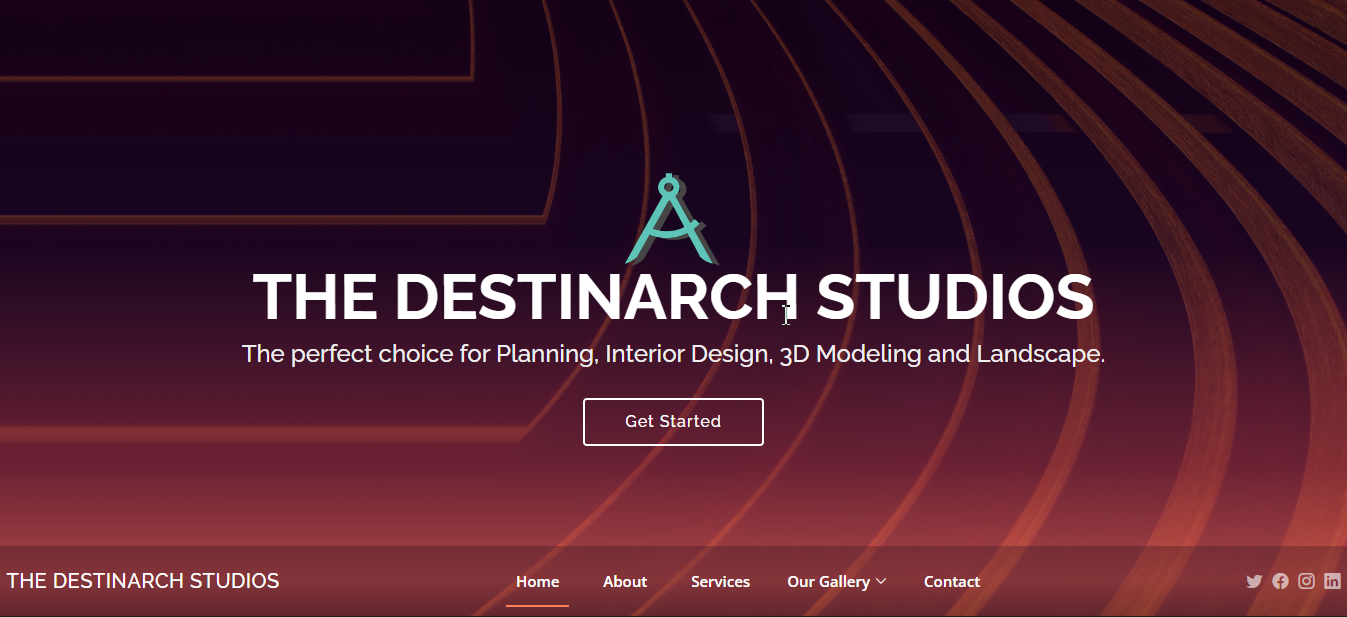 THE DESTINARCH STUDIOS
The perfect choice for Planning, Interior Design, 3D Modeling and Landscape.
Get Started
THE DESTINARCH STUDIOS Home About Services Our Gallery Contact